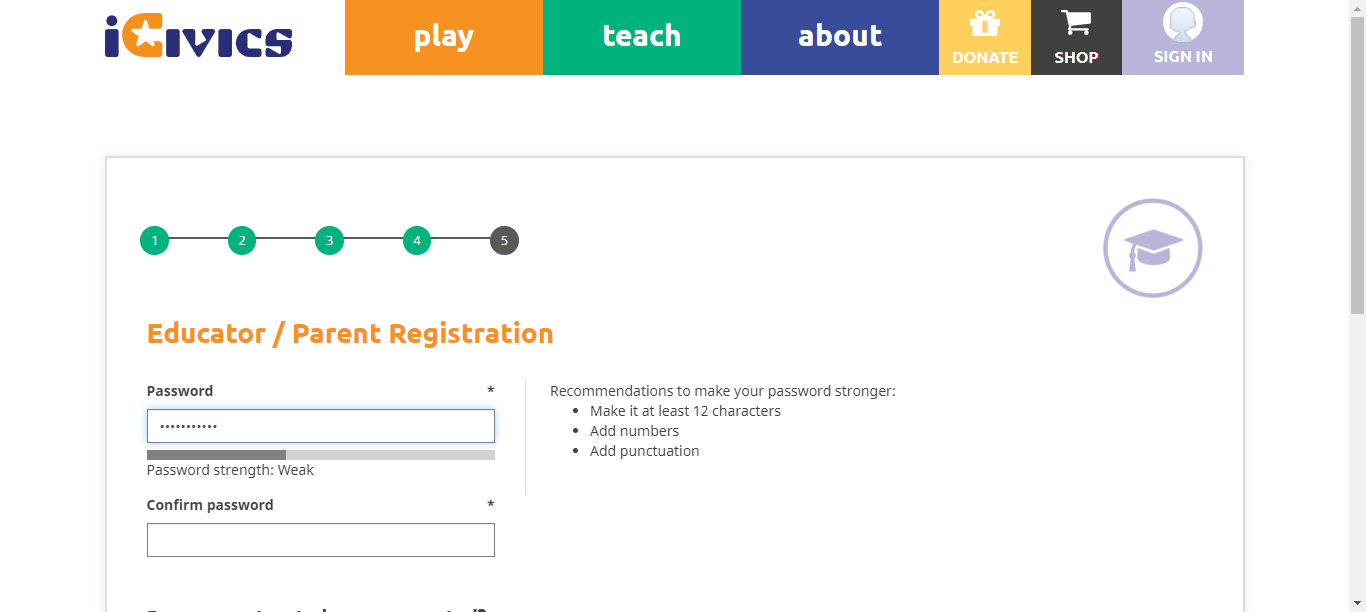 iCivics
play
teach
about
DONATE
SHOP
SIGN IN
1 2 3 4 5
Educator / Parent Registration
Password *
•••••••••••
Password strength: Weak
Recommendations to make your password stronger:
• Make it at least 12 characters
• Add numbers
• Add punctuation
Confirm password *